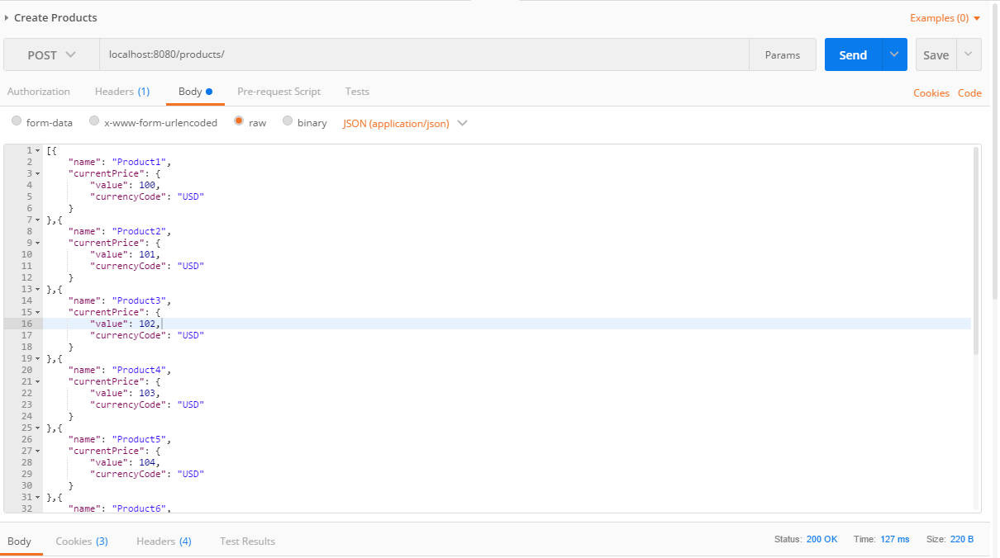 Create Products
Examples (0)
POST localhost:8080/products/ Params Send Save
Authorization Headers (1) Body Pre-request Script Tests Cookies Code
form-data x-www-form-urlencoded raw binary JSON (application/json)
1 [{
2 "name": "Product1",
3 "currentPrice": {
4 "value": 100,
5 "currencyCode": "USD"
6 }
7 },{
8 "name": "Product2",
9 "currentPrice": {
10 "value": 101,
11 "currencyCode": "USD"
12 }
13 },{
14 "name": "Product3",
15 "currentPrice": {
16 "value": 102,
17 "currencyCode": "USD"
18 }
19 },{
20 "name": "Product4",
21 "currentPrice": {
22 "value": 103,
23 "currencyCode": "USD"
24 }
25 },{
26 "name": "Product5",
27 "currentPrice": {
28 "value": 104,
29 "currencyCode": "USD"
30 }
31 },{
32 "name": "Product6",
Body Cookies (3) Headers (4) Test Results Status: 200 OK Time: 127 ms Size: 220 B